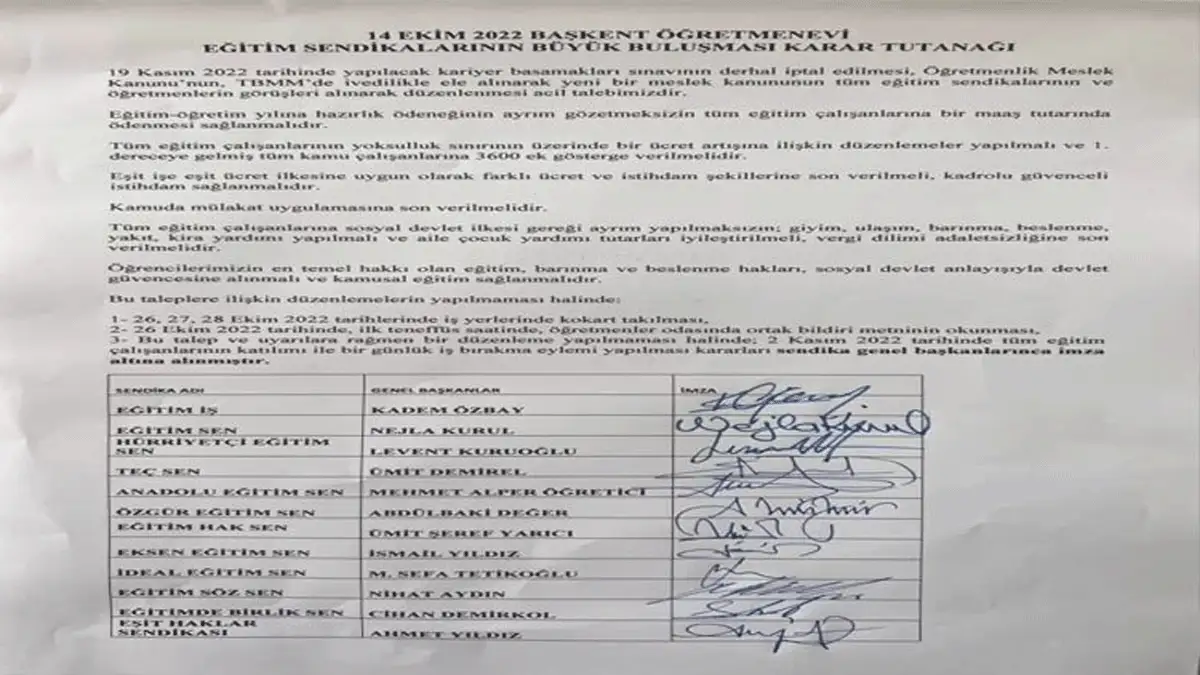 14 EKİM 2022 BAŞKENT ÖĞRETMENEVİ
EĞİTİM SENDİKALARININ BÜYÜK BULUŞMASI KARAR TUTANAĞI
19 Kasım 2022 tarihinde yapılacak kariyer basamakları sınavının derhal iptal edilmesi, Öğretmenlik Meslek
Kanunu'nun, TBMM'de ivedilikle ele alınarak yeni bir meslek kanununun tüm eğitim sendikalarının ve
öğretmenlerin görüşleri alınarak düzenlenmesi acil talebimizdir.
Eğitim-öğretim yılına hazırlık ödeneğinin ayrım gözetmeksizin tüm eğitim çalışanlarına bir maaş tutarında
ödenmesi sağlanmalıdır.
Tüm eğitim çalışanlarının yoksulluk sınırının üzerinde bir ücret artışına ilişkin düzenlemeler yapılmalı ve 1.
dereceye gelmiş tüm kamu çalışanlarına 3600 ek gösterge verilmelidir.
Eşit işe eşit ücret ilkesine uygun olarak farklı ücret ve istihdam şekillerine son verilmeli, kadrolu güvenceli
istihdam sağlanmalıdır.
Kamuda mülakat uygulamasına son verilmelidir.
Tüm eğitim çalışanlarına sosyal devlet ilkesi gereği ayrım yapılmaksızın; giyim, ulaşım, barınma, beslenme,
yakıt, kira yardımı yapılmalı ve aile çocuk yardımı tutarları iyileştirilmeli, vergi dilimi adaletsizliğine son
verilmelidir.
Öğrencilerimizin en temel hakkı olan eğitim, barınma ve beslenme hakları, sosyal devlet anlayışıyla devlet
güvencesine alınmalı ve kamusal eğitim sağlanmalıdır.
Bu taleplere ilişkin düzenlemelerin yapılmaması halinde;
1- 26, 27, 28 Ekim 2022 tarihlerinde iş yerlerinde kokart takılması,
2- 26 Ekim 2022 tarihinde, ilk teneffüs saatinde, öğretmenler odasında ortak bildiri metninin okunması,
3- Bu talep ve uyarılara rağmen bir düzenleme yapılmaması halinde; 2 Kasım 2022 tarihinde tüm eğitim
çalışanlarının katılımı ile bir günlük iş bırakma eylemi yapılması kararları sendika genel başkanlarınca imza
altına alınmıştır.
SENDİKA ADI GENEL BAŞKANLAR İMZA
EĞİTİM İŞ KADEM ÖZBAY
EĞİTİM SEN NEJLA KURUL Nejla Kurul
HÜRRİYETÇİ EĞİTİM
SEN LEVENT KURUOĞLU
TEÇ SEN ÜMİT DEMİREL
ANADOLU EĞİTİM SEN MEHMET ALPER ÖĞRETİCİ
ÖZGÜR EĞİTİM SEN ABDÜLBAKİ DEĞER
EĞİTİM HAK SEN ÜMİT ŞEREF YARICI
EKSEN EĞİTİM SEN İSMAİL YILDIZ
İDEAL EĞİTİM SEN M. SEFA TETİKOĞLU
EĞİTİM SÖZ SEN NİHAT AYDIN
EĞİTİMDE BİRLİK SEN CİHAN DEMİRKOL
EŞİT HAKLAR
SENDİKASI AHMET YILDIZ